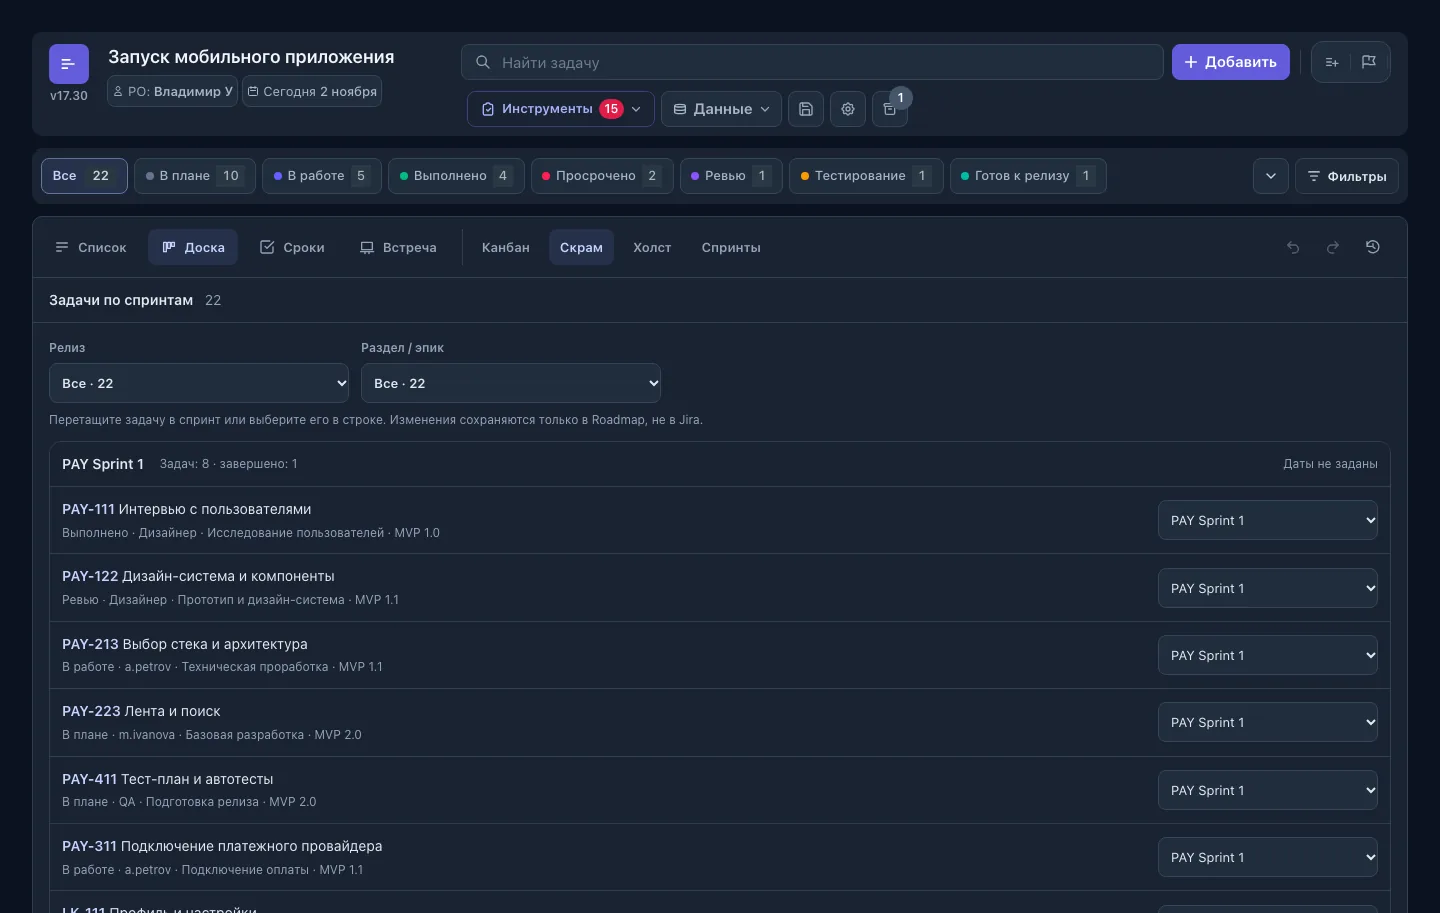 Запуск мобильного приложения
Найти задачу
Добавить
v17.30
PO: Владимир У
Сегодня 2 ноября
Инструменты 15
Данные
1
Все 22
В плане 10
В работе 5
Выполнено 4
Просрочено 2
Ревью 1
Тестирование 1
Готов к релизу 1
Фильтры
Список
Доска
Сроки
Встреча
Канбан
Скрам
Холст
Спринты
Задачи по спринтам 22
Релиз
Раздел / эпик
Все · 22
Все · 22
Перетащите задачу в спринт или выберите его в строке. Изменения сохраняются только в Roadmap, не в Jira.
PAY Sprint 1 Задач: 8 · завершено: 1
Даты не заданы
PAY-111 Интервью с пользователями
Выполнено · Дизайнер · Исследование пользователей · MVP 1.0
PAY Sprint 1
PAY-122 Дизайн-система и компоненты
Ревью · Дизайнер · Прототип и дизайн-система · MVP 1.1
PAY Sprint 1
PAY-213 Выбор стека и архитектура
В работе · a.petrov · Техническая проработка · MVP 1.1
PAY Sprint 1
PAY-223 Лента и поиск
В плане · m.ivanova · Базовая разработка · MVP 2.0
PAY Sprint 1
PAY-411 Тест-план и автотесты
В плане · QA · Подготовка релиза · MVP 2.0
PAY Sprint 1
PAY-311 Подключение платежного провайдера
В работе · a.petrov · Подключение оплаты · MVP 1.1
PAY Sprint 1
LK-111 Профиль и настройки